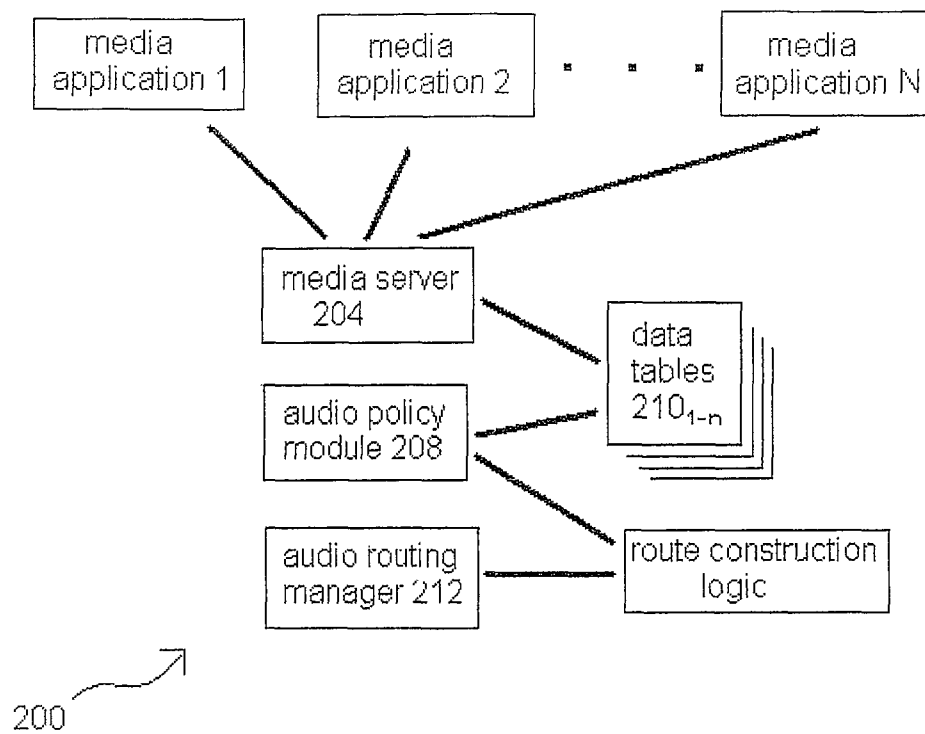 media
application 1
media
application 2
media
application N
media server
204
data
tables
210₁₋ₙ
audio policy
module 208
audio routing
manager 212
route construction
logic
200